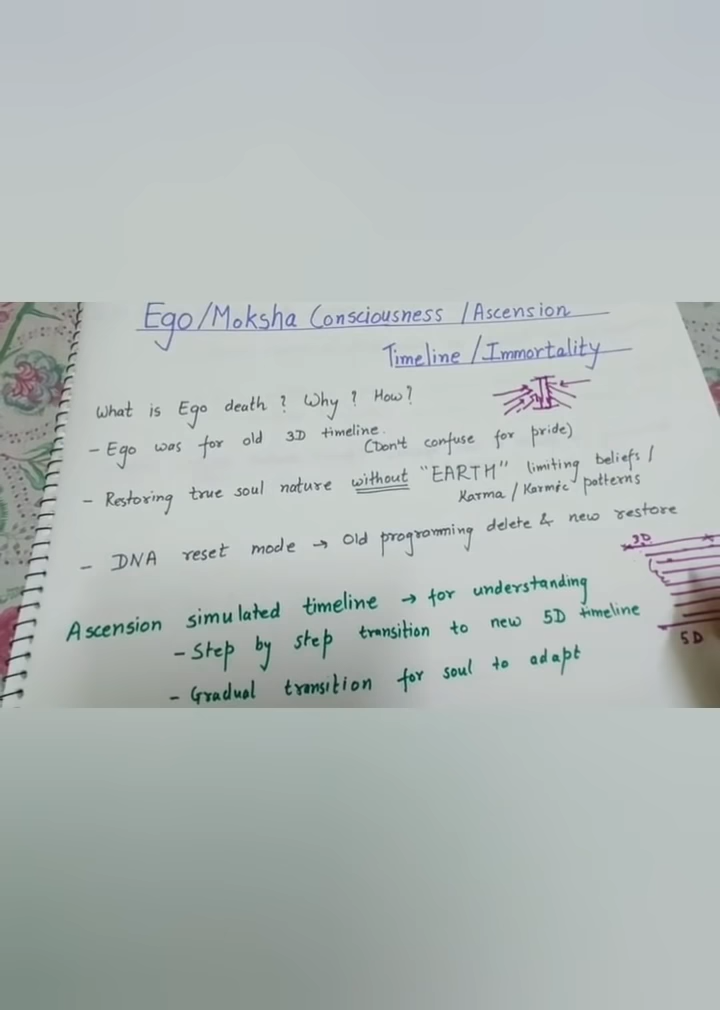 Ego/Moksha Consciousness /Ascension
Timeline /Immortality
What is Ego death? Why? How?
- Ego was for old 3D timeline.
(Don't confuse for pride)
- Restoring true soul nature without "EARTH" limiting beliefs /
Karma / Karmic patterns
- DNA reset mode → Old programming delete & new restore
3D
Ascension simulated timeline → for understanding
- Step by step transition to new 5D timeline
5D
- Gradual transition for soul to adapt